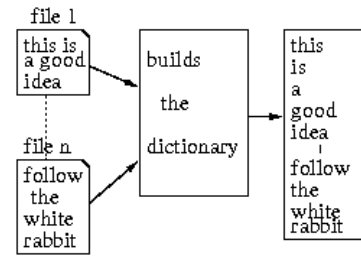 file 1
this is
a good
idea
file n
follow
the
white
rabbit
builds
the
dictionary
this
is
a
good
idea
follow
the
white
rabbit